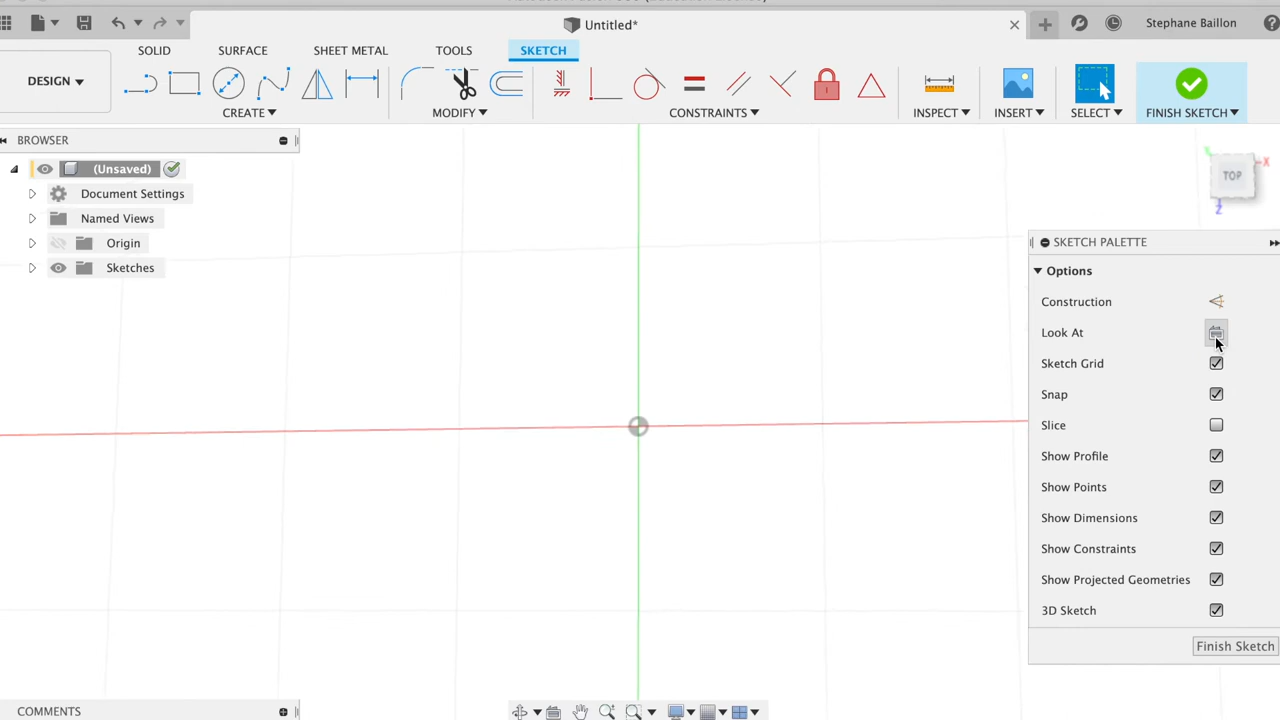 Untitled*
Stephane Baillon
SOLID SURFACE SHEET METAL TOOLS SKETCH
DESIGN
CREATE MODIFY CONSTRAINTS INSPECT INSERT SELECT FINISH SKETCH
BROWSER
(Unsaved)
Document Settings
Named Views
Origin
Sketches
TOP
X
Z
SKETCH PALETTE
Options
Construction
Look At
Sketch Grid
Snap
Slice
Show Profile
Show Points
Show Dimensions
Show Constraints
Show Projected Geometries
3D Sketch
Finish Sketch
COMMENTS